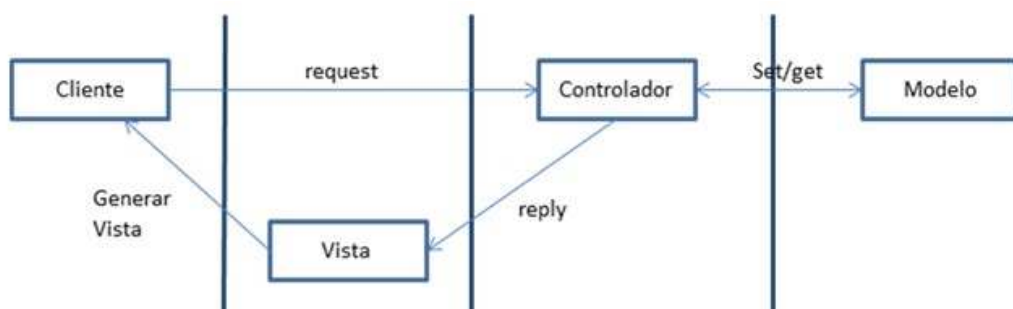 Cliente
request
Controlador
Set/get
Modelo
Generar
Vista
Vista
reply